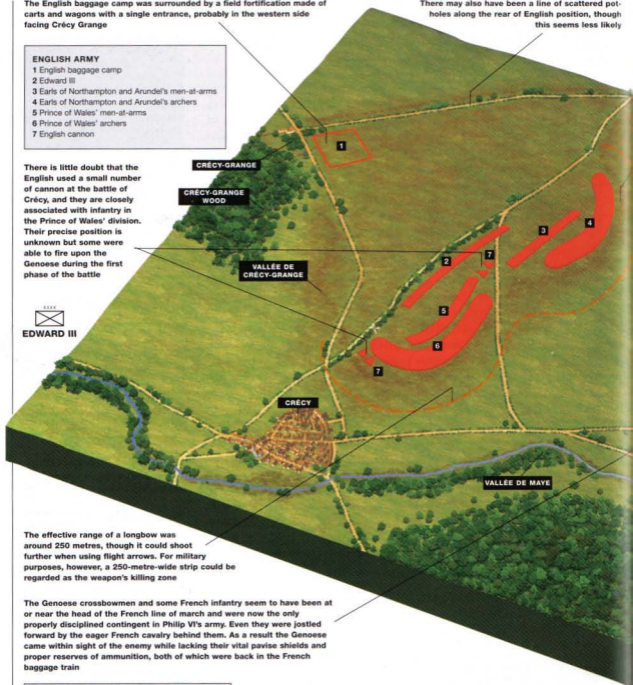 The English baggage camp was surrounded by a field fortification made of
carts and wagons with a single entrance, probably in the western side
facing Crécy Grange
There may also have been a line of scattered pot-
holes along the rear of English position, though
this seems less likely
ENGLISH ARMY
1 English baggage camp
2 Edward III
3 Earls of Northampton and Arundel's men-at-arms
4 Earls of Northampton and Arundel's archers
5 Prince of Wales' men-at-arms
6 Prince of Wales' archers
7 English cannon
There is little doubt that the
English used a small number
of cannon at the battle of
Crécy, and they are closely
associated with infantry in
the Prince of Wales' division.
Their precise position is
unknown but some were
able to fire upon the
Genoese during the first
phase of the battle
1
CRÉCY-GRANGE
CRÉCY-GRANGE
WOOD
VALLÉE DE
CRÉCY-GRANGE
4
3
7
2
5
6
7
XXXX
EDWARD III
CRÉCY
VALLÉE DE MAYE
The effective range of a longbow was
around 250 metres, though it could shoot
further when using flight arrows. For military
purposes, however, a 250-metre-wide strip could be
regarded as the weapon's killing zone
The Genoese crossbowmen and some French infantry seem to have been at
or near the head of the French line of march and were now the only
properly disciplined contingent in Philip VI's army. Even they were jostled
forward by the eager French cavalry behind them. As a result the Genoese
came within sight of the enemy while lacking their vital pavise shields and
proper reserves of ammunition, both of which were back in the French
baggage train